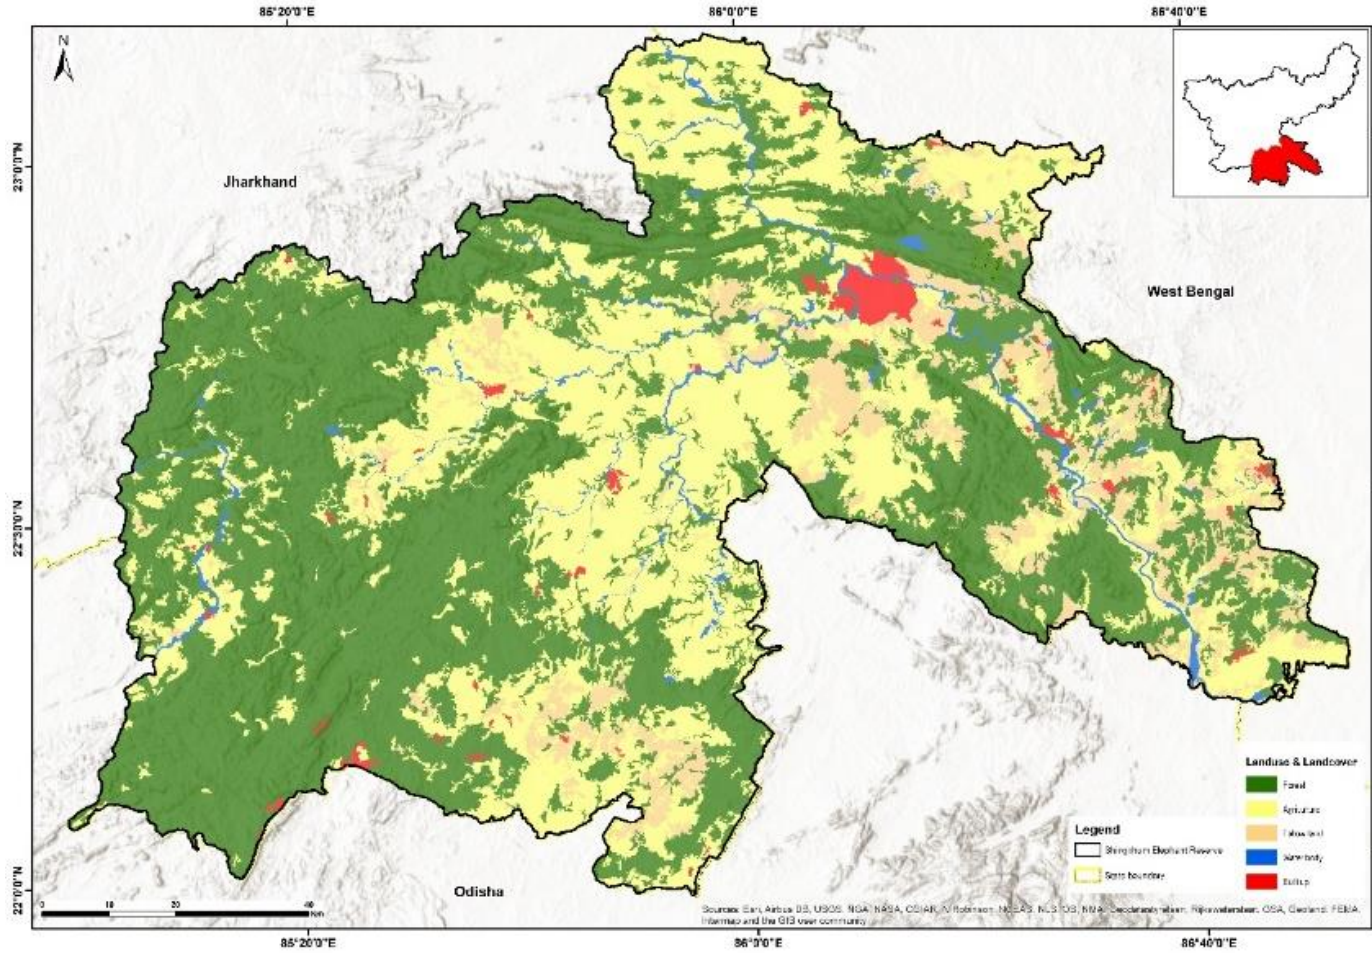 85°20'0"E
86°0'0"E
86°40'0"E
N
23°0'0"N
22°30'0"N
22°0'0"N
Jharkhand
West Bengal
Odisha
Landuse & Landcover
Forest
Agriculture
Fallow land
Waterbody
Builtup
Legend
Elephant Reserve
State boundary
0 10 20 40
Km
Sources: Esri, Airbus DS, USGS, NGA, NASA, CGIAR, N Robinson, NCEAS, NLS, OS, NMA, Geodatastyrelsen, Rijkswaterstaat, GSA, Geoland, FEMA,
Intermap and the GIS user community
85°20'0"E
86°0'0"E
86°40'0"E